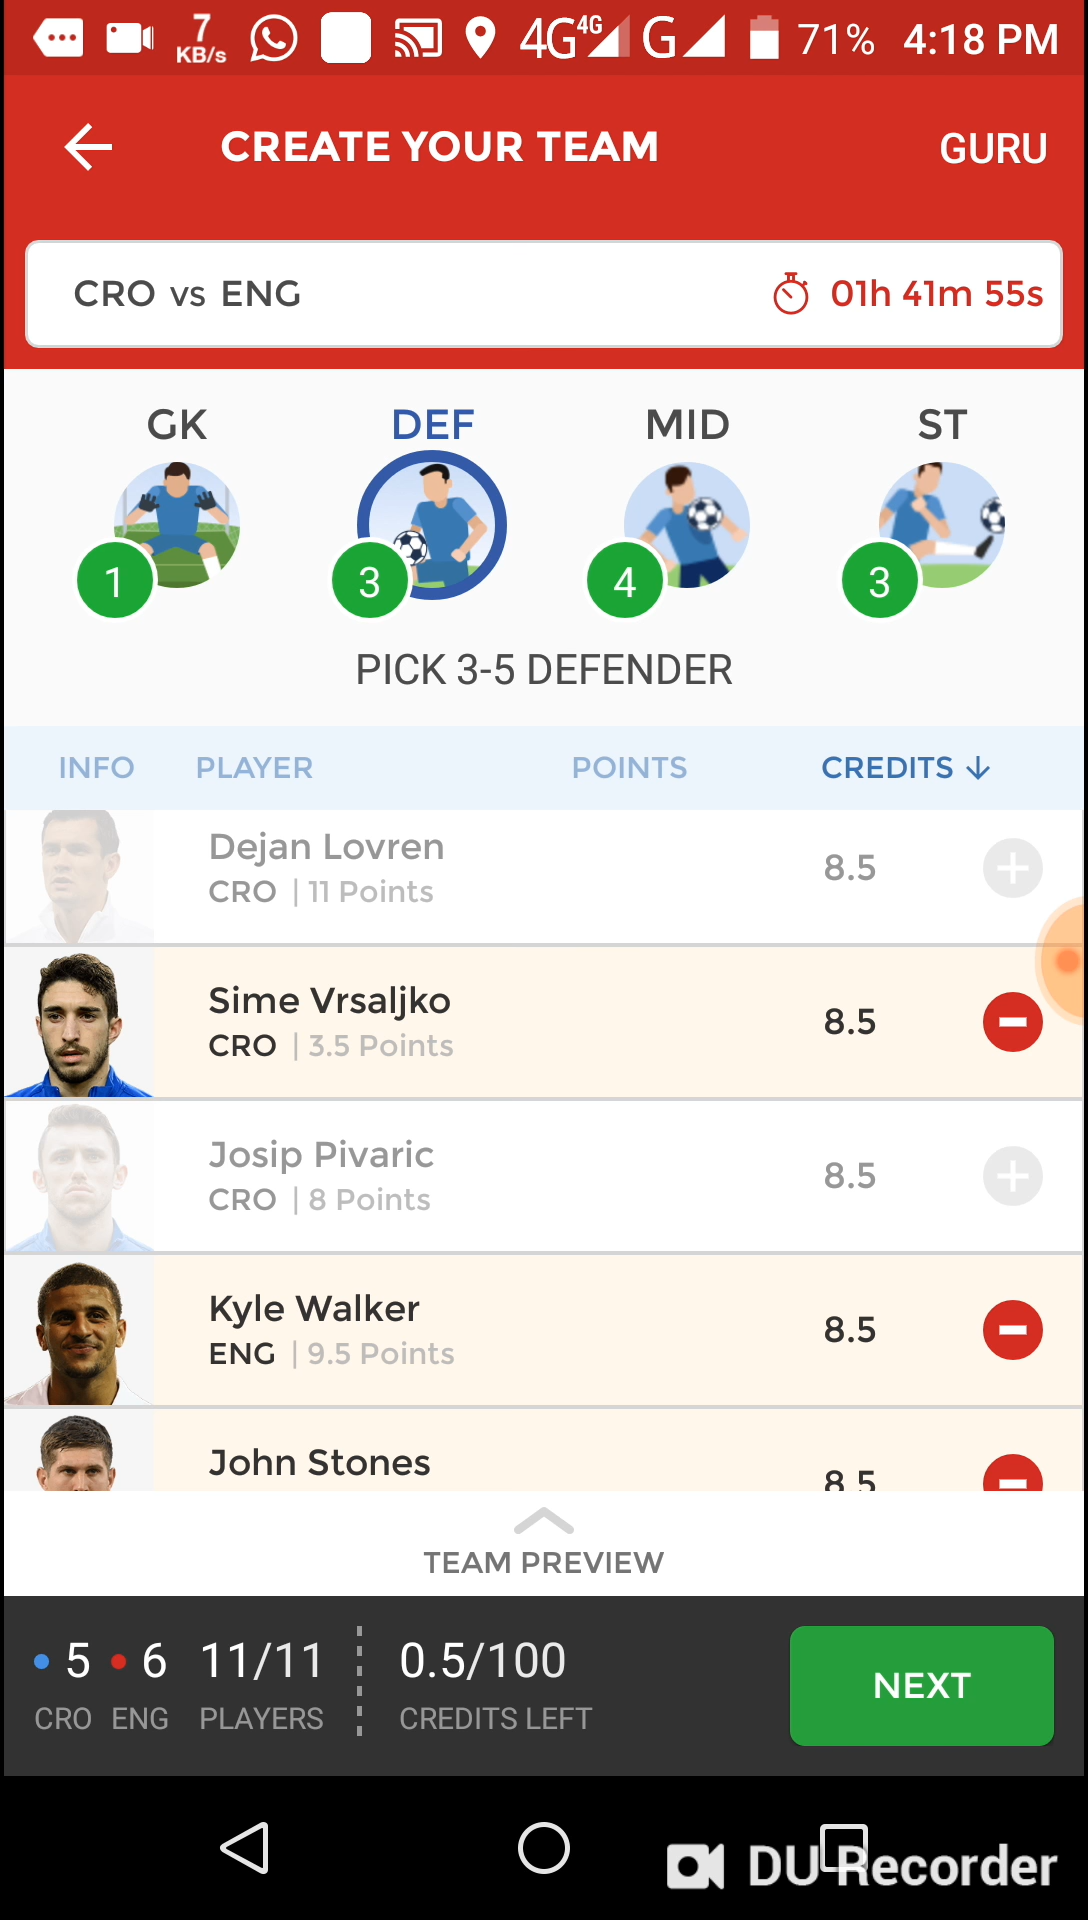 7
KB/s
4G 4G G 71% 4:18 PM
CREATE YOUR TEAM GURU
CRO vs ENG 01h 41m 55s
GK DEF MID ST
1 3 4 3
PICK 3-5 DEFENDER
INFO PLAYER POINTS CREDITS
Dejan Lovren
CRO | 11 Points
8.5
Sime Vrsaljko
CRO | 3.5 Points
8.5
Josip Pivaric
CRO | 8 Points
8.5
Kyle Walker
ENG | 9.5 Points
8.5
John Stones
8.5
TEAM PREVIEW
5 6 11/11 0.5/100
CRO ENG PLAYERS CREDITS LEFT
NEXT
DU Recorder